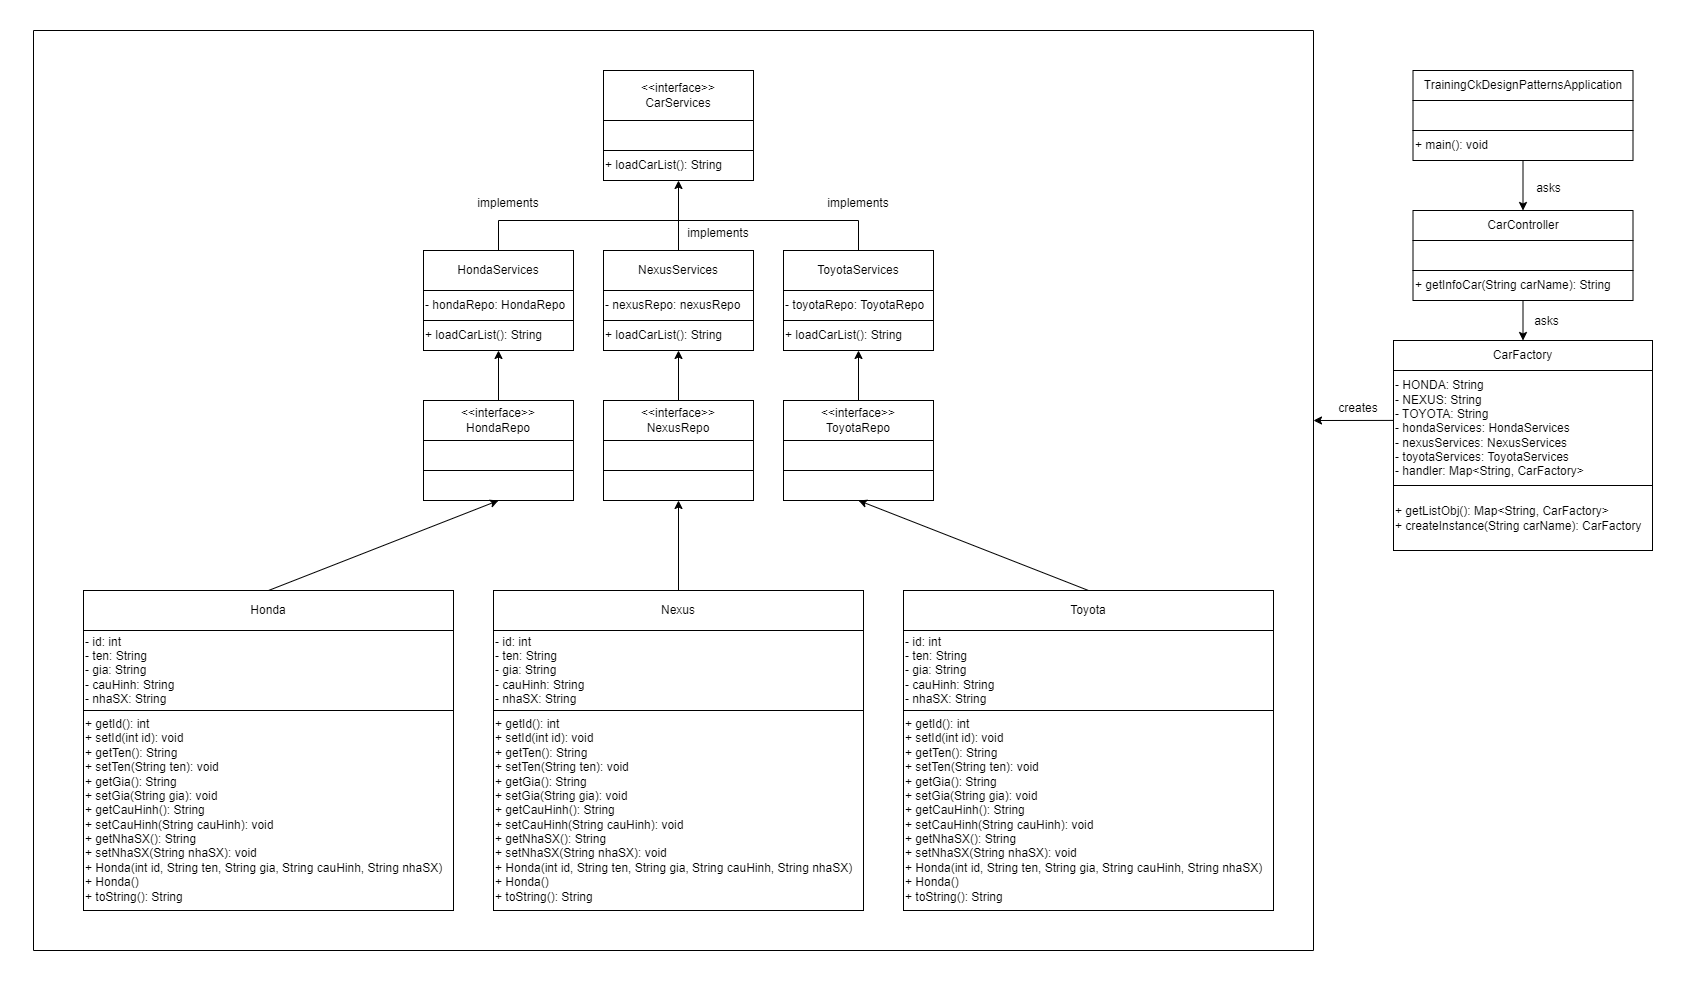 <<interface>>
CarServices
+ loadCarList(): String
implements
implements
implements
HondaServices
- hondaRepo: HondaRepo
+ loadCarList(): String
NexusServices
- nexusRepo: nexusRepo
+ loadCarList(): String
ToyotaServices
- toyotaRepo: ToyotaRepo
+ loadCarList(): String
<<interface>>
HondaRepo
<<interface>>
NexusRepo
<<interface>>
ToyotaRepo
Honda
- id: int
- ten: String
- gia: String
- cauHinh: String
- nhaSX: String
+ getId(): int
+ setId(int id): void
+ getTen(): String
+ setTen(String ten): void
+ getGia(): String
+ setGia(String gia): void
+ getCauHinh(): String
+ setCauHinh(String cauHinh): void
+ getNhaSX(): String
+ setNhaSX(String nhaSX): void
+ Honda(int id, String ten, String gia, String cauHinh, String nhaSX)
+ Honda()
+ toString(): String
Nexus
- id: int
- ten: String
- gia: String
- cauHinh: String
- nhaSX: String
+ getId(): int
+ setId(int id): void
+ getTen(): String
+ setTen(String ten): void
+ getGia(): String
+ setGia(String gia): void
+ getCauHinh(): String
+ setCauHinh(String cauHinh): void
+ getNhaSX(): String
+ setNhaSX(String nhaSX): void
+ Honda(int id, String ten, String gia, String cauHinh, String nhaSX)
+ Honda()
+ toString(): String
Toyota
- id: int
- ten: String
- gia: String
- cauHinh: String
- nhaSX: String
+ getId(): int
+ setId(int id): void
+ getTen(): String
+ setTen(String ten): void
+ getGia(): String
+ setGia(String gia): void
+ getCauHinh(): String
+ setCauHinh(String cauHinh): void
+ getNhaSX(): String
+ setNhaSX(String nhaSX): void
+ Honda(int id, String ten, String gia, String cauHinh, String nhaSX)
+ Honda()
+ toString(): String
TrainingCkDesignPatternsApplication
+ main(): void
asks
CarController
+ getInfoCar(String carName): String
asks
CarFactory
- HONDA: String
- NEXUS: String
- TOYOTA: String
- hondaServices: HondaServices
- nexusServices: NexusServices
- toyotaServices: ToyotaServices
- handler: Map<String, CarFactory>
+ getListObj(): Map<String, CarFactory>
+ createInstance(String carName): CarFactory
creates